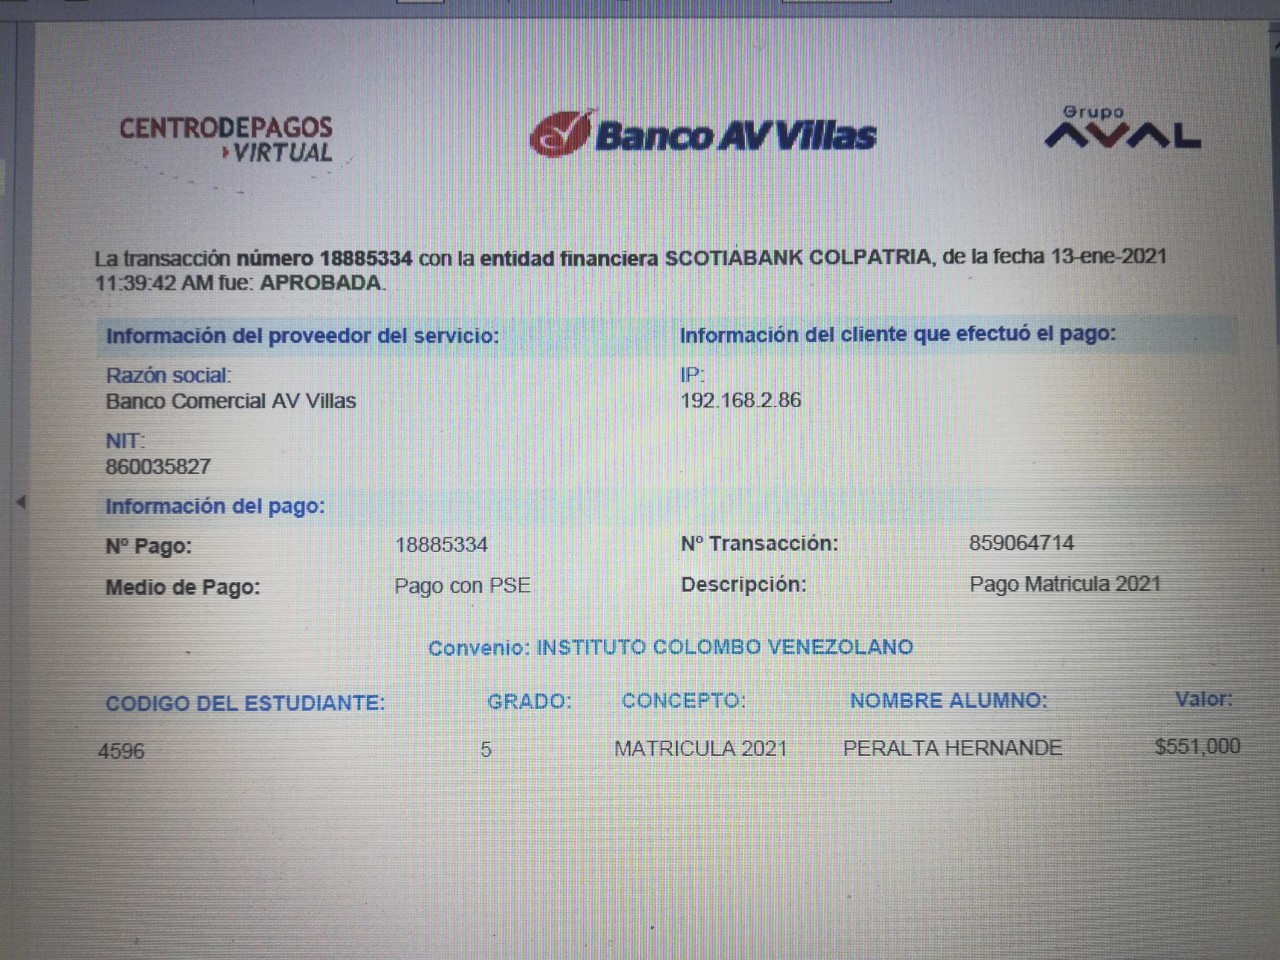 CENTRODEPAGOS
VIRTUAL
Banco AV Villas
Grupo
AVAL
La transacción número 18885334 con la entidad financiera SCOTIABANK COLPATRIA, de la fecha 13-ene-2021
11:39:42 AM fue: APROBADA.
Información del proveedor del servicio: Información del cliente que efectuó el pago:
Razón social: IP:
Banco Comercial AV Villas 192.168.2.86
NIT:
860035827
Información del pago:
Nº Pago: 18885334 Nº Transacción: 859064714
Medio de Pago: Pago con PSE Descripción: Pago Matricula 2021
Convenio: INSTITUTO COLOMBO VENEZOLANO
CODIGO DEL ESTUDIANTE: GRADO: CONCEPTO: NOMBRE ALUMNO: Valor:
4596 5 MATRICULA 2021 PERALTA HERNANDE $551,000